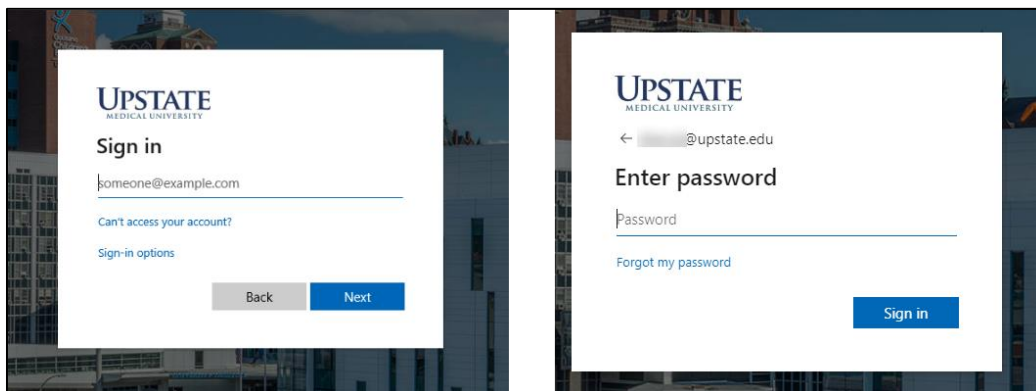 UPSTATE
MEDICAL UNIVERSITY
Sign in
someone@example.com
Can't access your account?
Sign-in options
Back
Next
UPSTATE
MEDICAL UNIVERSITY
← @upstate.edu
Enter password
Password
Forgot my password
Sign in